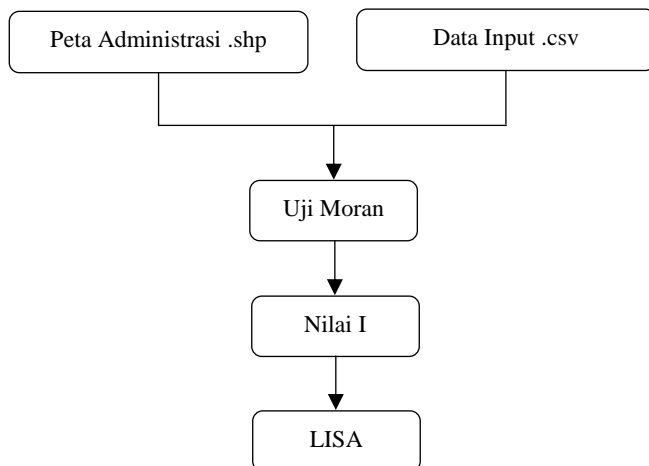 Peta Administrasi .shp
Data Input .csv
Uji Moran
Nilai I
LISA